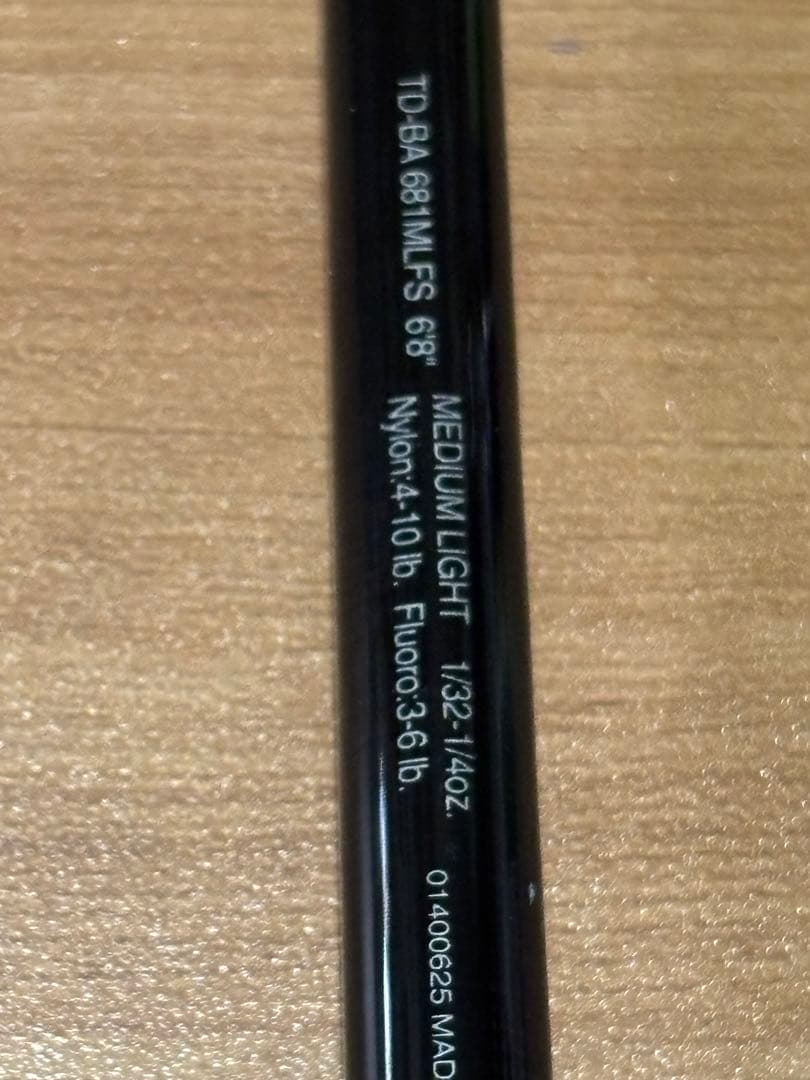 TD-BA 681MLFS 6'8"
MEDIUM LIGHT 1/32-1/4oz.
Nylon:4-10 lb. Fluoro:3-6 lb.
01400625 MAD